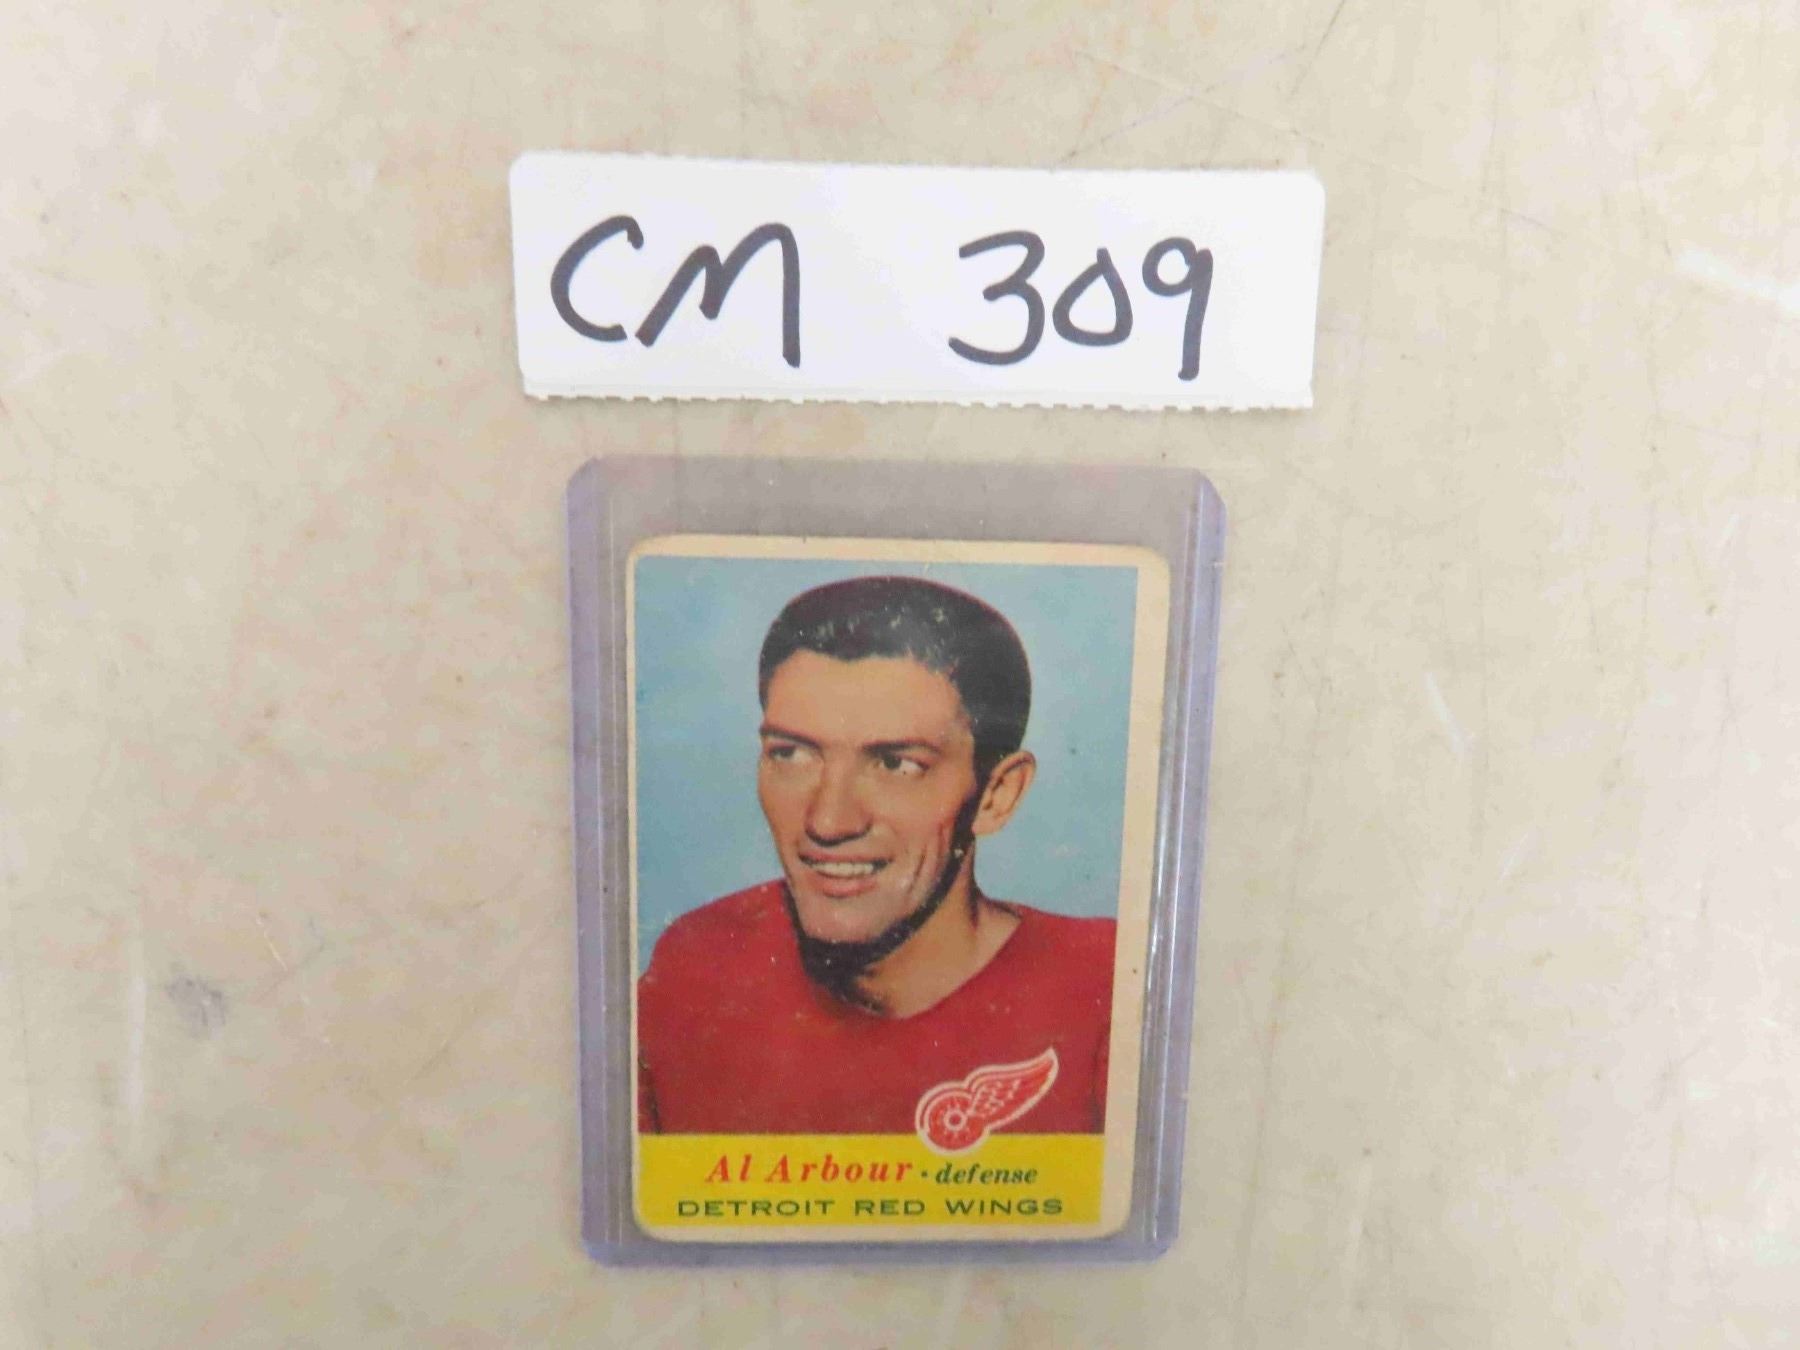 CM 309
Al Arbour • defense
DETROIT RED WINGS